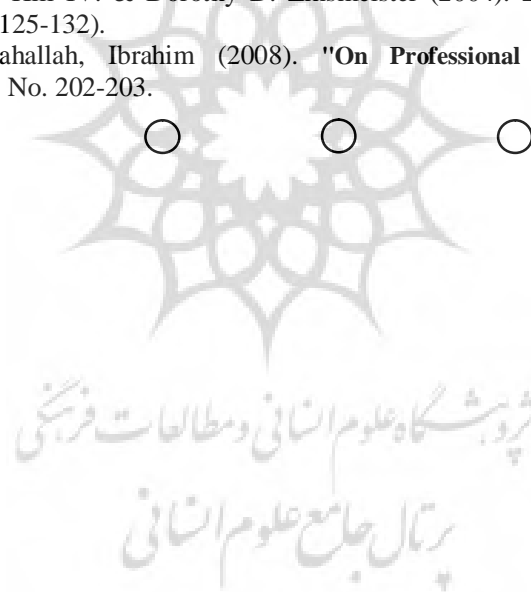 125-132).
ahallah, Ibrahim (2008). "On Professional
No. 202-203.
پژوهشگاه علوم انسانی و مطالعات فرهنگی
پرتال جامع علوم انسانی